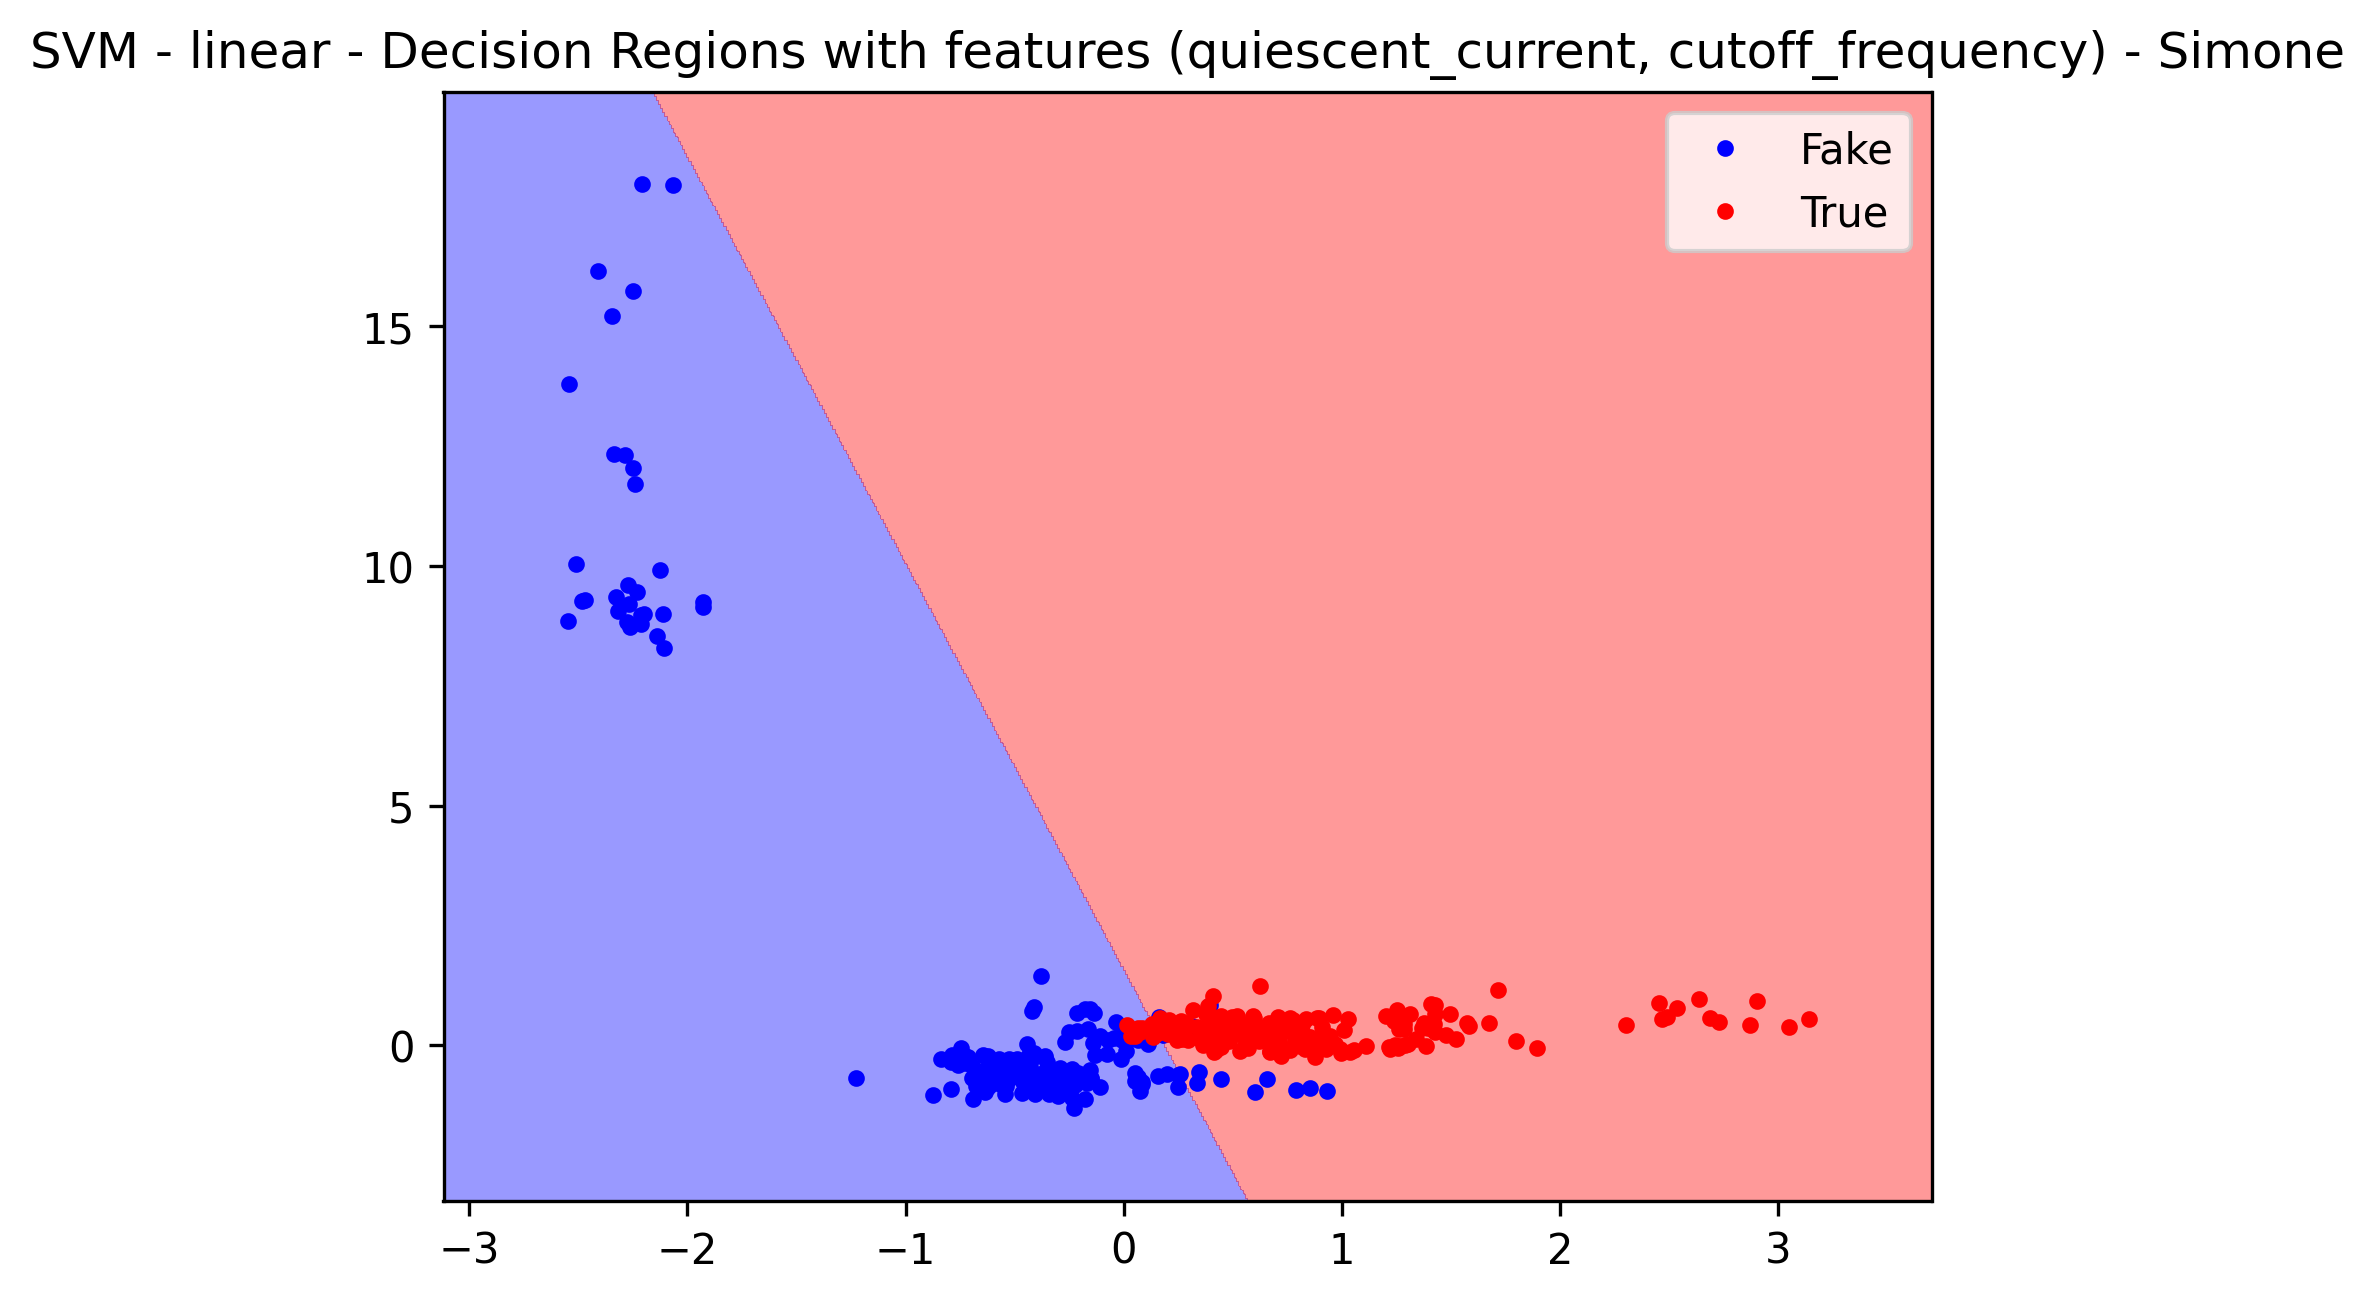 SVM - linear - Decision Regions with features (quiescent_current, cutoff_frequency) - Simone
Fake
True
15
10
5
0
−3 −2 −1 0 1 2 3